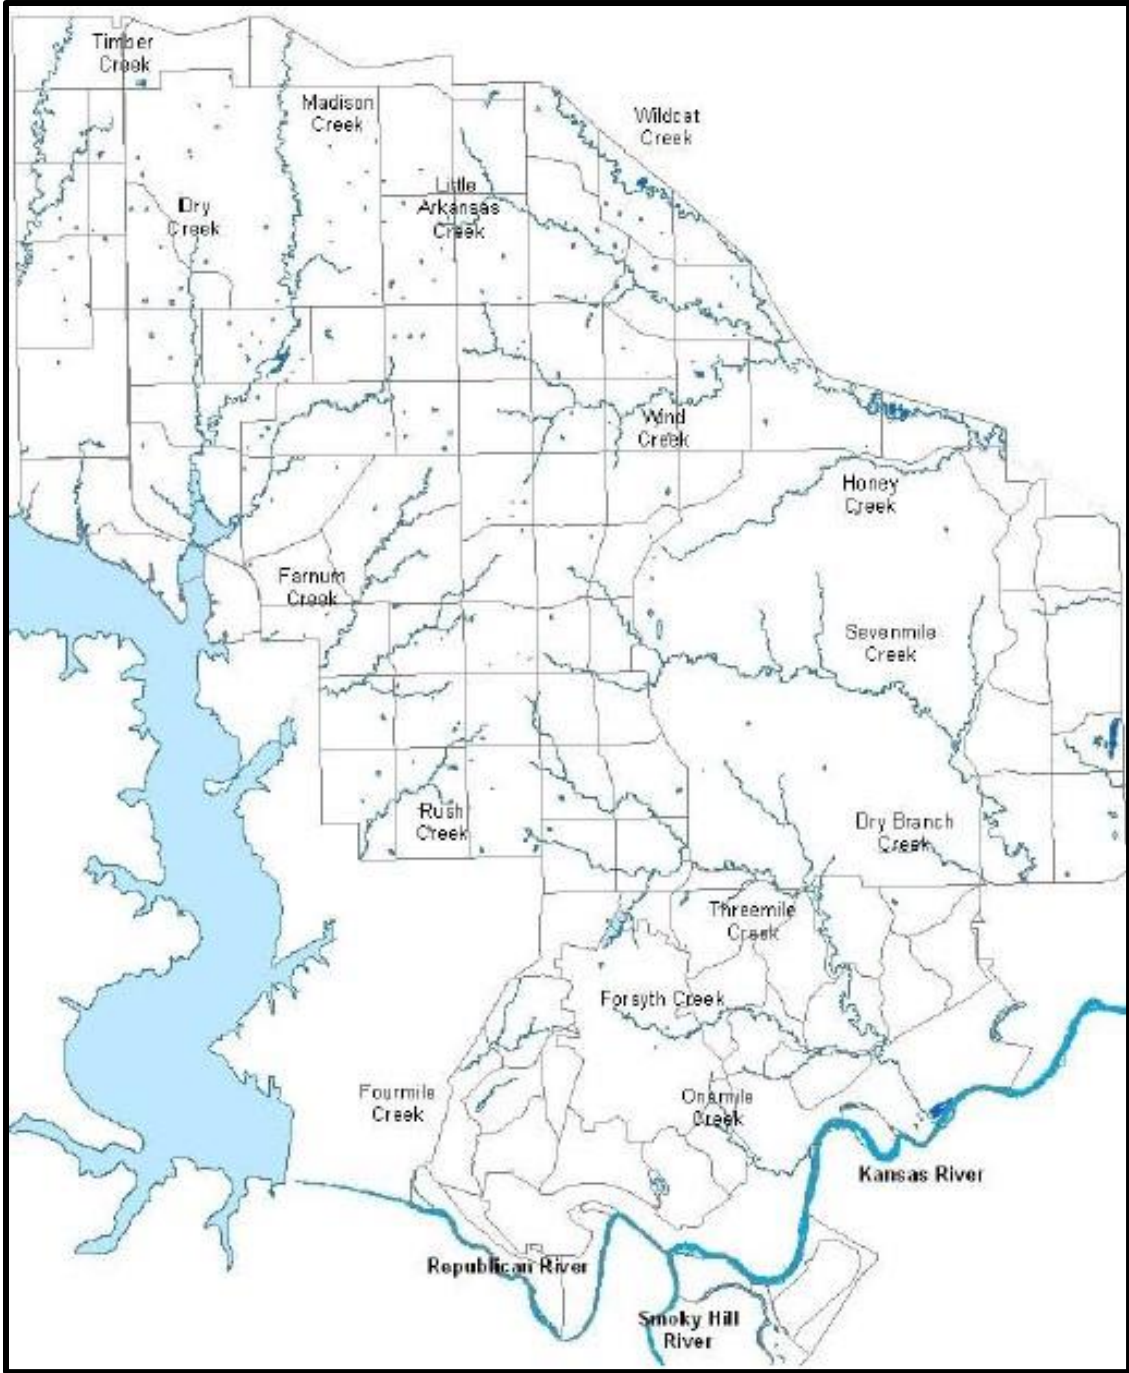 Timber
Creek
Madison
Creek
Wildcat
Creek
Little
Arkansas
Creek
Dry
Creek
Wind
Creek
Honey
Creek
Farnum
Creek
Sevenmile
Creek
Rush
Creek
Dry Branch
Creek
Threemile
Creek
Forsyth Creek
Fourmile
Creek
Onemile
Creek
Kansas River
Republican River
Smoky Hill
River